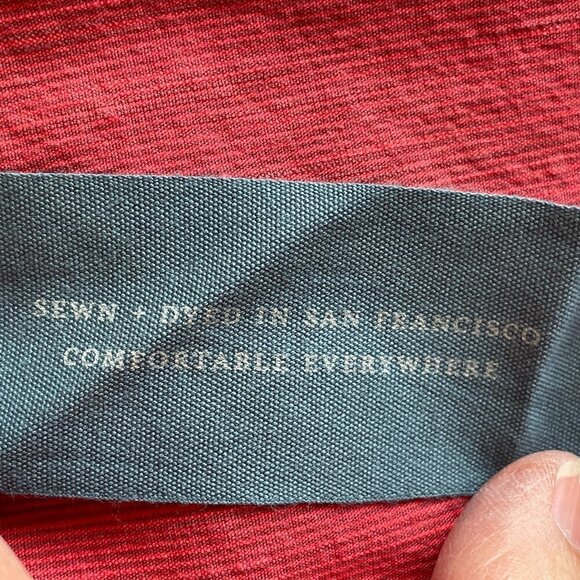 SEWN + DYED IN SAN FRANCISCO
COMFORTABLE EVERYWHERE